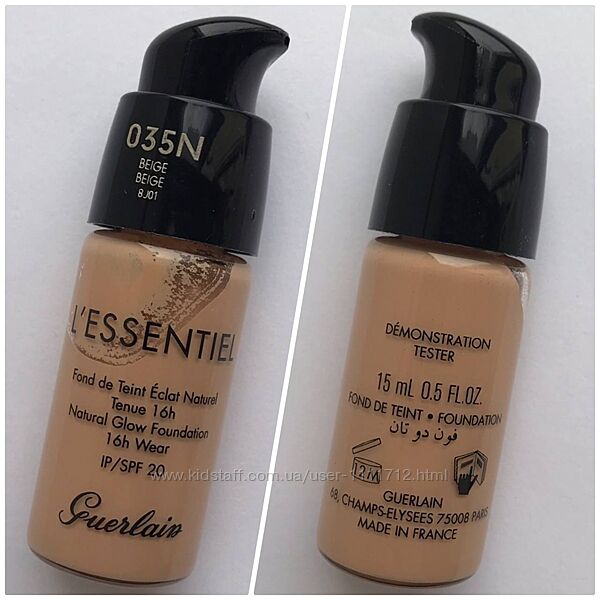 035N
BEIGE
BEIGE
8J01
L'ESSENTIEL
Fond de Teint Éclat Naturel
Tenue 16h
Natural Glow Foundation
16h Wear
IP/SPF 20
Guerlain
DÉMONSTRATION
TESTER
15 mL 0.5 FL.OZ.
FOND DE TEINT • FOUNDATION
فون دو تان
12M
GUERLAIN
68, CHAMPS-ELYSEES 75008 PARIS
MADE IN FRANCE